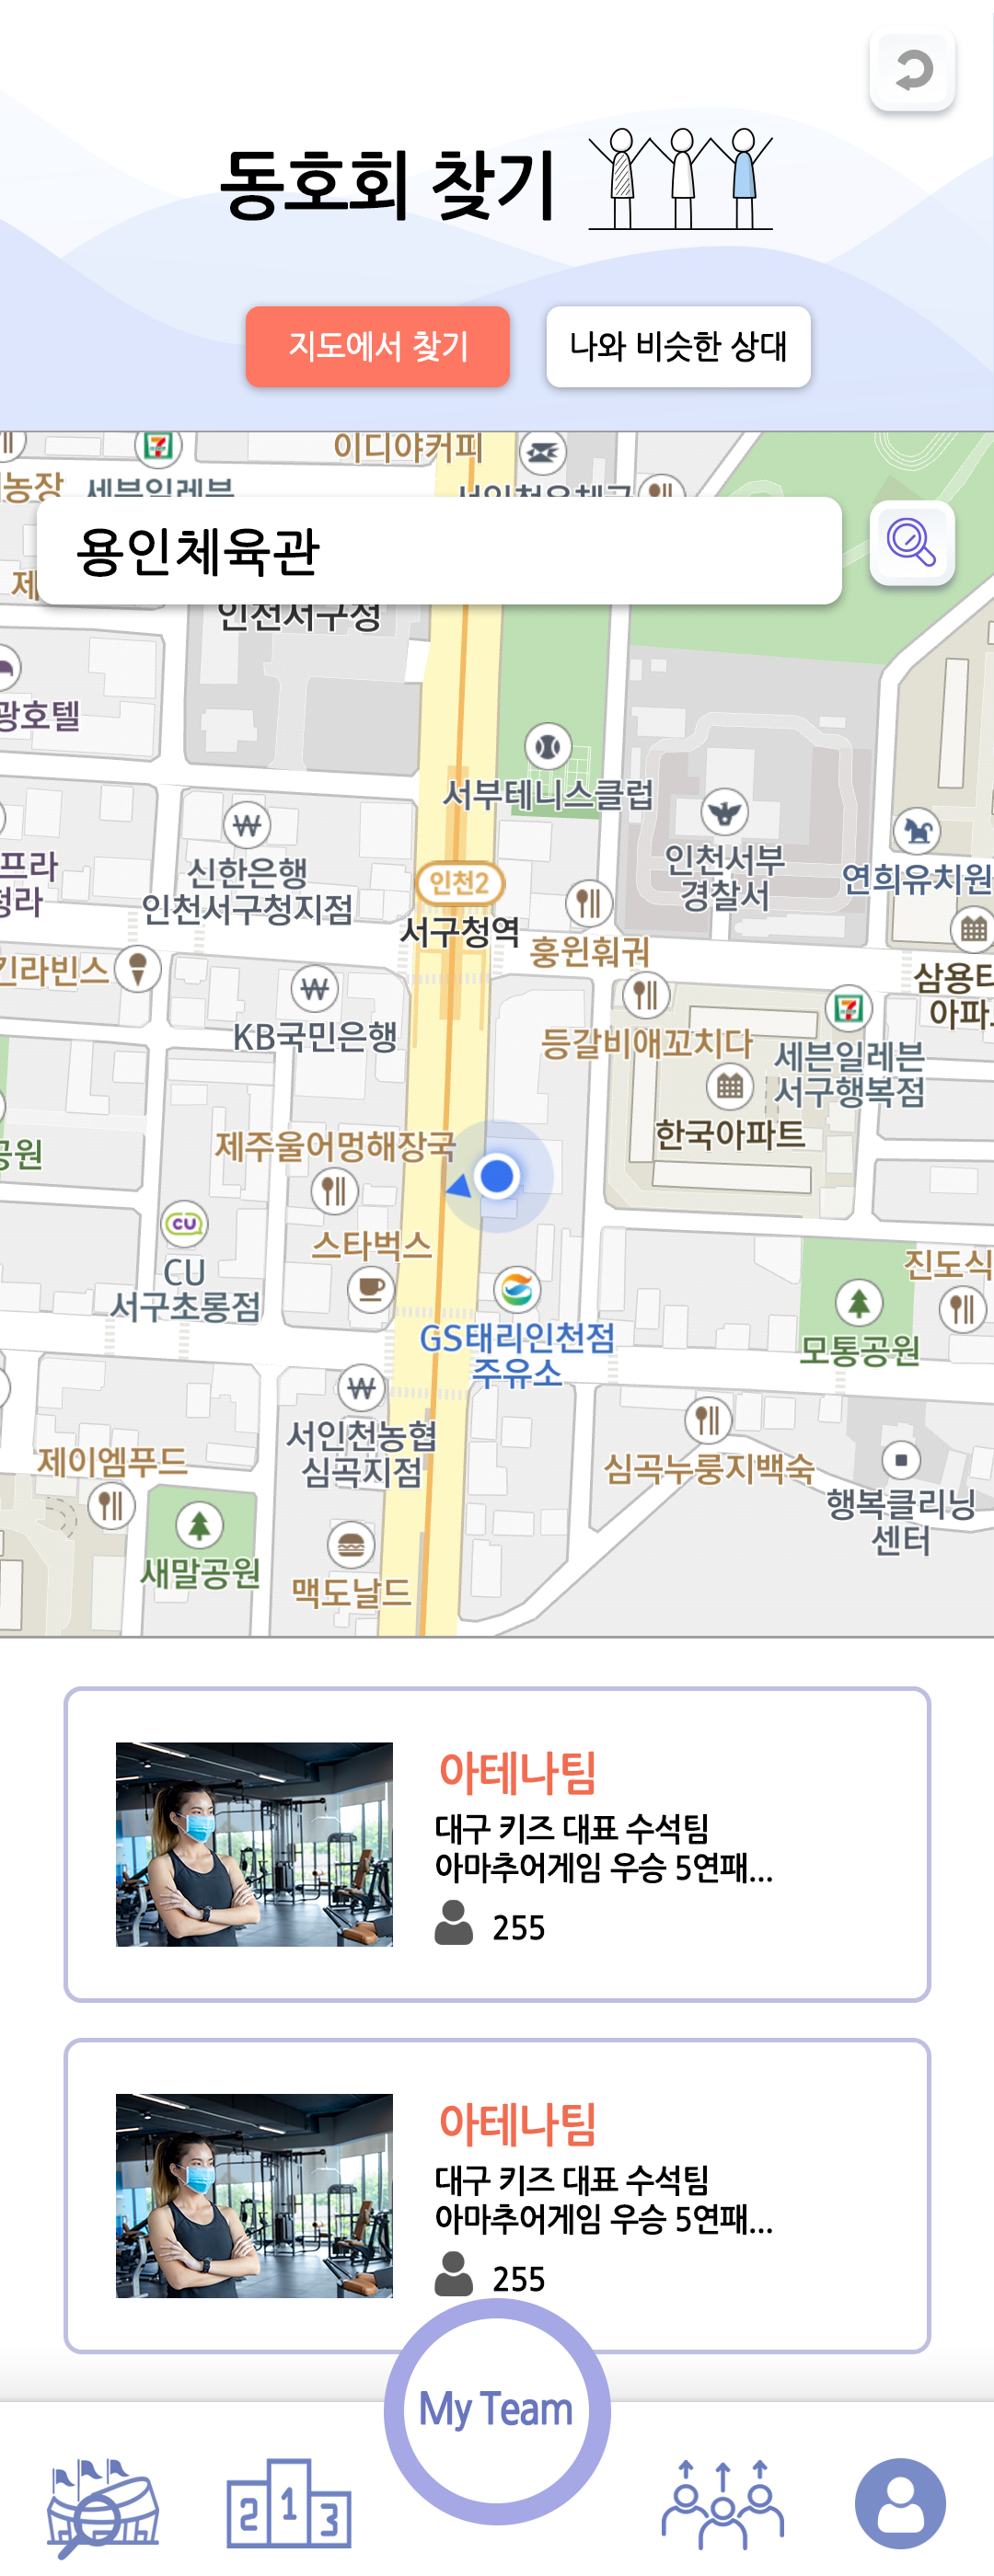 동호회 찾기
지도에서 찾기
나와 비슷한 상대
이디야커피
농장
세븐일레븐
용인체육관
제
인천서구청
광호텔
서부테니스클럽
프라
청라
신한은행
인천서구청지점
인천2
서구청역
인천서부
경찰서
연희유치원
흥원훠궈
킨라빈스
KB국민은행
등갈비애꼬치다
세븐일레븐
서구행복점
삼용
아파
한국아파트
공원
제주울어멍해장국
CU
CU
서구초롱점
스타벅스
GS태리인천점
주유소
진도식
모통공원
서인천농협
심곡지점
제이엠푸드
심곡누룽지백숙
행복클리닝
센터
새말공원
맥도날드
아테나팀
대구 키즈 대표 수석팀
아마추어게임 우승 5연패...
255
아테나팀
대구 키즈 대표 수석팀
아마추어게임 우승 5연패...
255
My Team
2 1 3